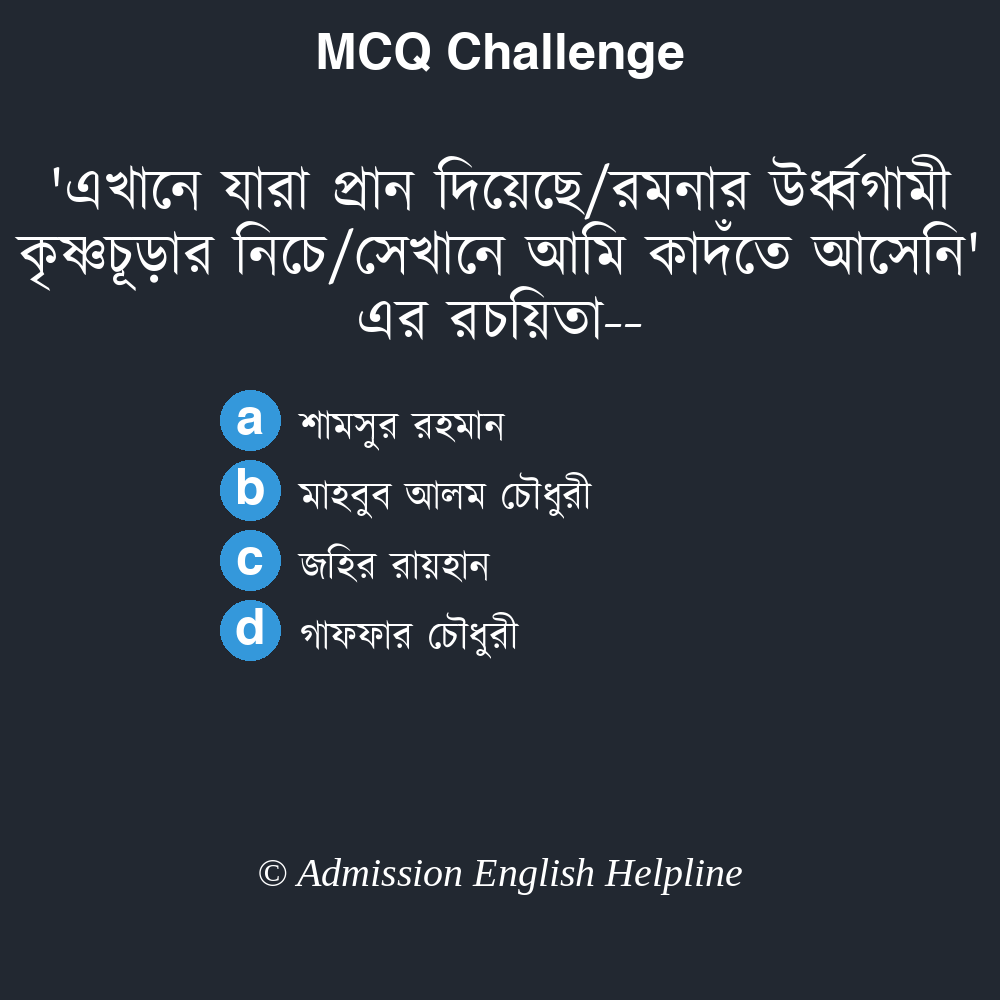 MCQ Challenge
'এখানে যারা প্রান দিয়েছে/রমনার উর্ধ্বগামী
কৃষ্ণচূড়ার নিচে/সেখানে আমি কাদঁতে আসেনি'
এর রচয়িতা--
a শামসুর রহমান
b মাহবুব আলম চৌধুরী
c জহির রায়হান
d গাফফার চৌধুরী
© Admission English Helpline